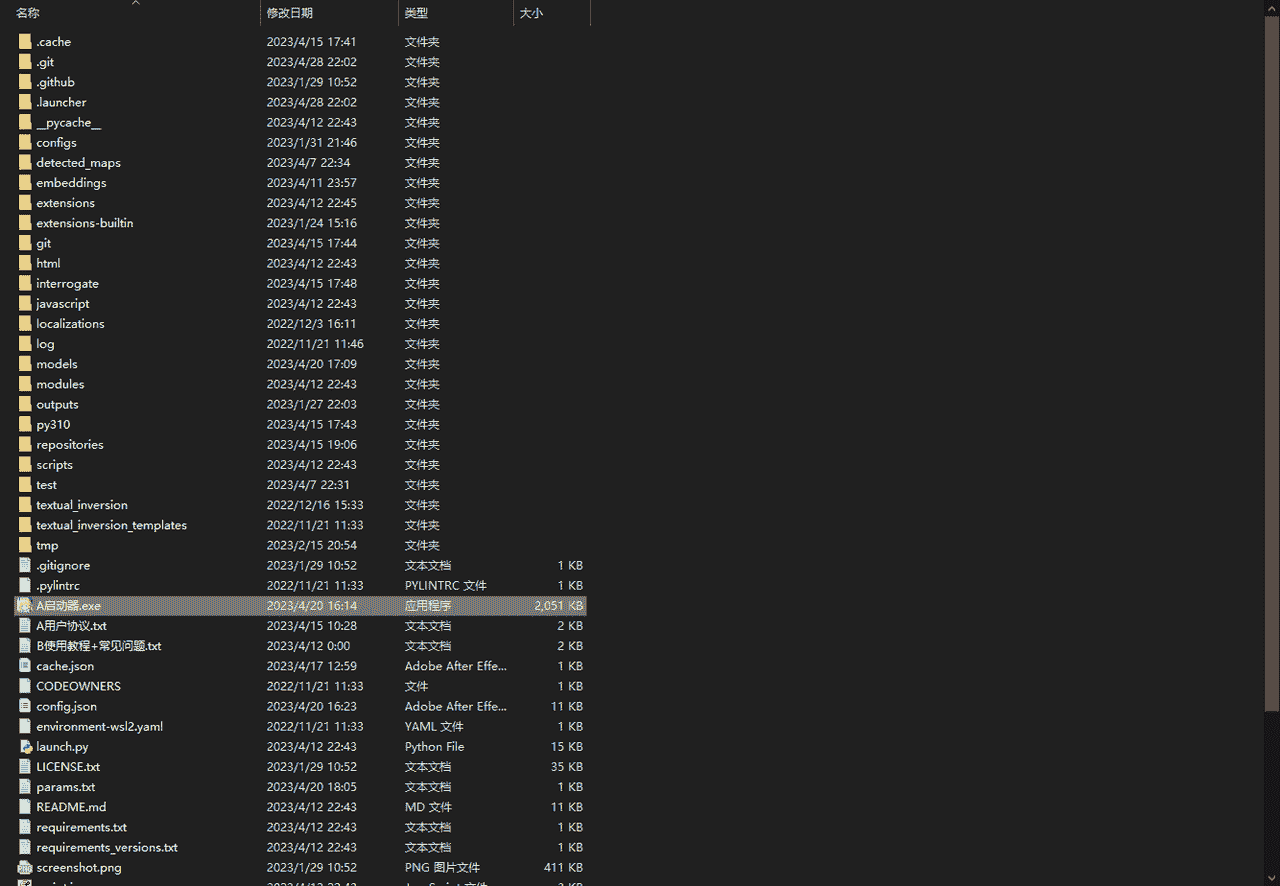 名称 修改日期 类型 大小
.cache 2023/4/15 17:41 文件夹
.git 2023/4/28 22:02 文件夹
.github 2023/1/29 10:52 文件夹
.launcher 2023/4/28 22:02 文件夹
__pycache__ 2023/4/12 22:43 文件夹
configs 2023/1/31 21:46 文件夹
detected_maps 2023/4/7 22:34 文件夹
embeddings 2023/4/11 23:57 文件夹
extensions 2023/4/12 22:45 文件夹
extensions-builtin 2023/1/24 15:16 文件夹
git 2023/4/15 17:44 文件夹
html 2023/4/12 22:43 文件夹
interrogate 2023/4/15 17:48 文件夹
javascript 2023/4/12 22:43 文件夹
localizations 2022/12/3 16:11 文件夹
log 2022/11/21 11:46 文件夹
models 2023/4/20 17:09 文件夹
modules 2023/4/12 22:43 文件夹
outputs 2023/1/27 22:03 文件夹
py310 2023/4/15 17:43 文件夹
repositories 2023/4/15 19:06 文件夹
scripts 2023/4/12 22:43 文件夹
test 2023/4/7 22:31 文件夹
textual_inversion 2022/12/16 15:33 文件夹
textual_inversion_templates 2022/11/21 11:33 文件夹
tmp 2023/2/15 20:54 文件夹
.gitignore 2023/1/29 10:52 文本文档 1 KB
.pylintrc 2022/11/21 11:33 PYLINTRC 文件 1 KB
A启动器.exe 2023/4/20 16:14 应用程序 2,051 KB
A用户协议.txt 2023/4/15 10:28 文本文档 2 KB
B使用教程+常见问题.txt 2023/4/12 0:00 文本文档 2 KB
cache.json 2023/4/17 12:59 Adobe After Effe... 1 KB
CODEOWNERS 2022/11/21 11:33 文件 1 KB
config.json 2023/4/20 16:23 Adobe After Effe... 11 KB
environment-wsl2.yaml 2022/11/21 11:33 YAML 文件 1 KB
launch.py 2023/4/12 22:43 Python File 15 KB
LICENSE.txt 2023/1/29 10:52 文本文档 35 KB
params.txt 2023/4/20 18:05 文本文档 1 KB
README.md 2023/4/12 22:43 MD 文件 11 KB
requirements.txt 2023/4/12 22:43 文本文档 1 KB
requirements_versions.txt 2023/4/12 22:43 文本文档 1 KB
screenshot.png 2023/1/29 10:52 PNG 图片文件 411 KB